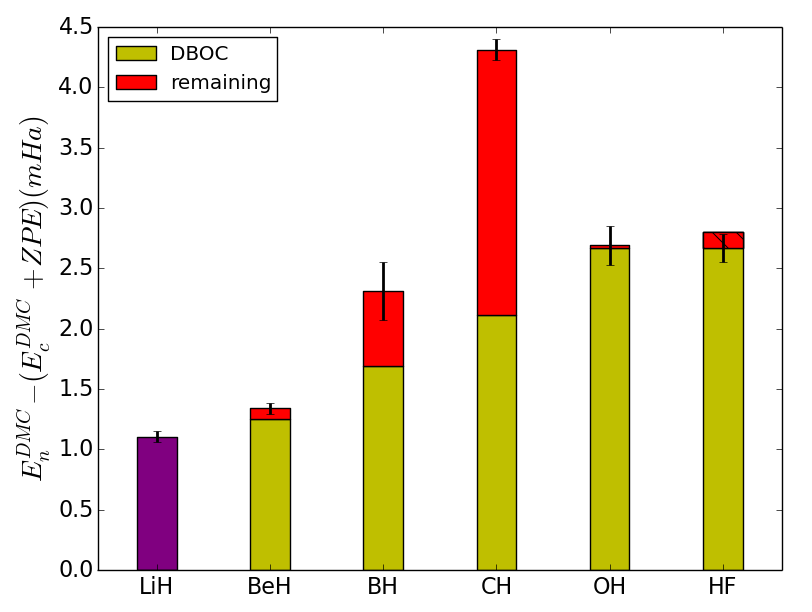 4.5
4.0
3.5
3.0
2.5
2.0
1.5
1.0
0.5
0.0
E_n^{DMC} − (E_c^{DMC} + ZPE)(mHa)
DBOC
remaining
LiH BeH BH CH OH HF